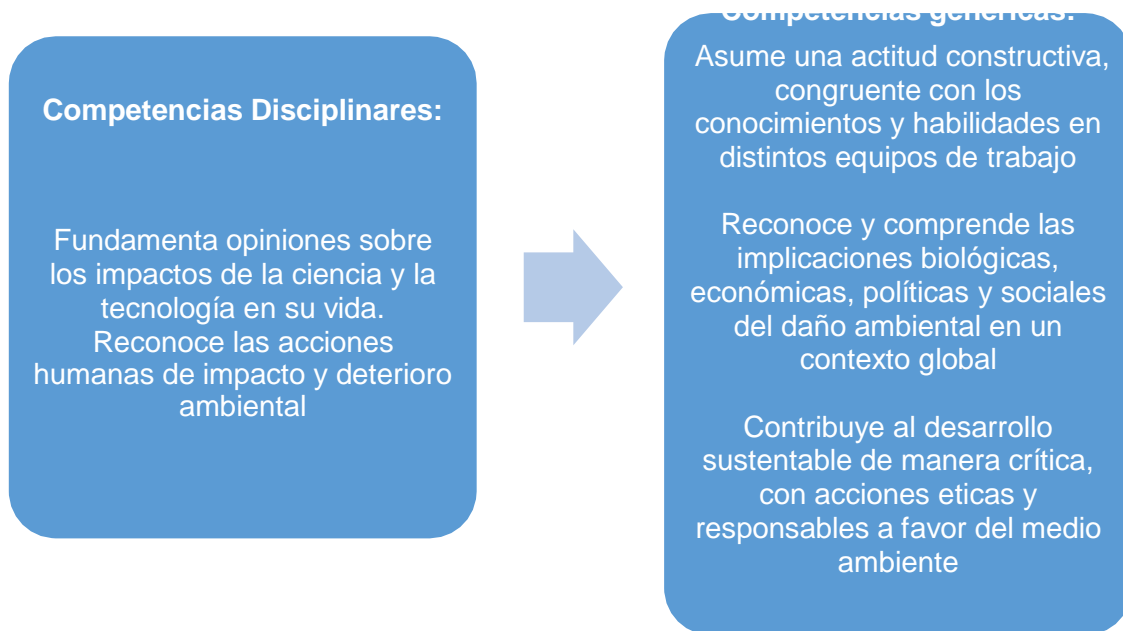 Competencias Disciplinares:
Fundamenta opiniones sobre
los impactos de la ciencia y la
tecnología en su vida.
Reconoce las acciones
humanas de impacto y deterioro
ambiental
Competencias genéricas:
Asume una actitud constructiva,
congruente con los
conocimientos y habilidades en
distintos equipos de trabajo
Reconoce y comprende las
implicaciones biológicas,
económicas, políticas y sociales
del daño ambiental en un
contexto global
Contribuye al desarrollo
sustentable de manera crítica,
con acciones eticas y
responsables a favor del medio
ambiente